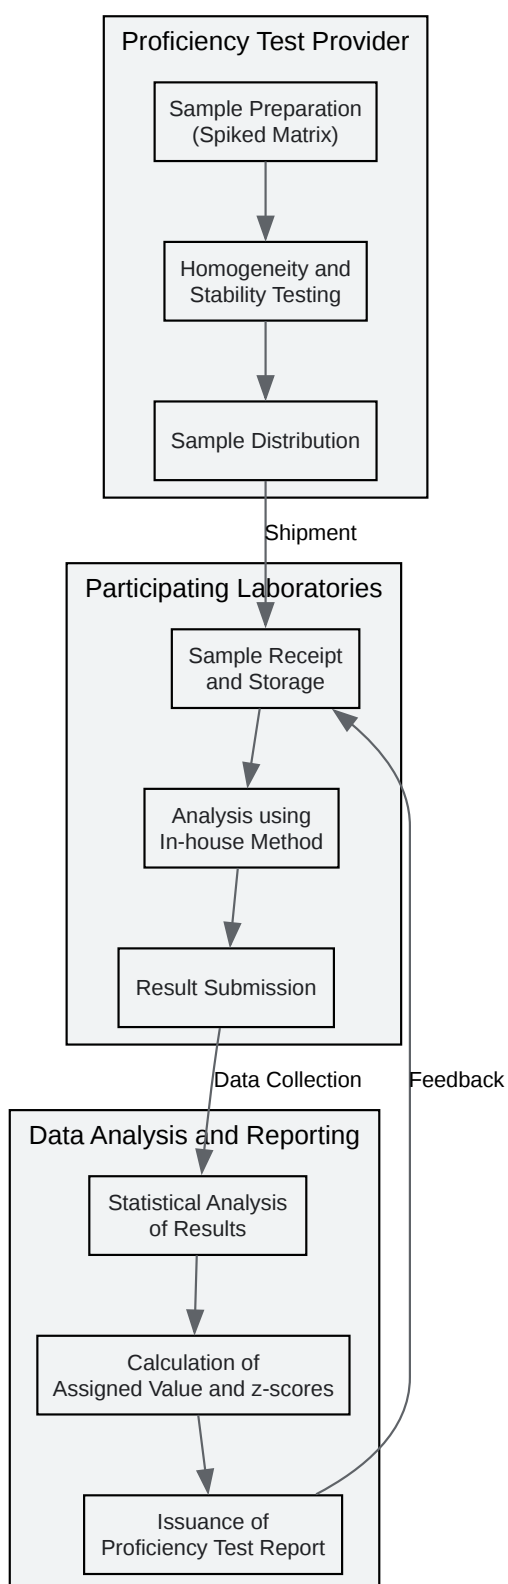 Proficiency Test Provider
Sample Preparation
(Spiked Matrix)
Homogeneity and
Stability Testing
Sample Distribution
Shipment
Participating Laboratories
Sample Receipt
and Storage
Analysis using
In-house Method
Result Submission
Data Collection
Feedback
Data Analysis and Reporting
Statistical Analysis
of Results
Calculation of
Assigned Value and z-scores
Issuance of
Proficiency Test Report